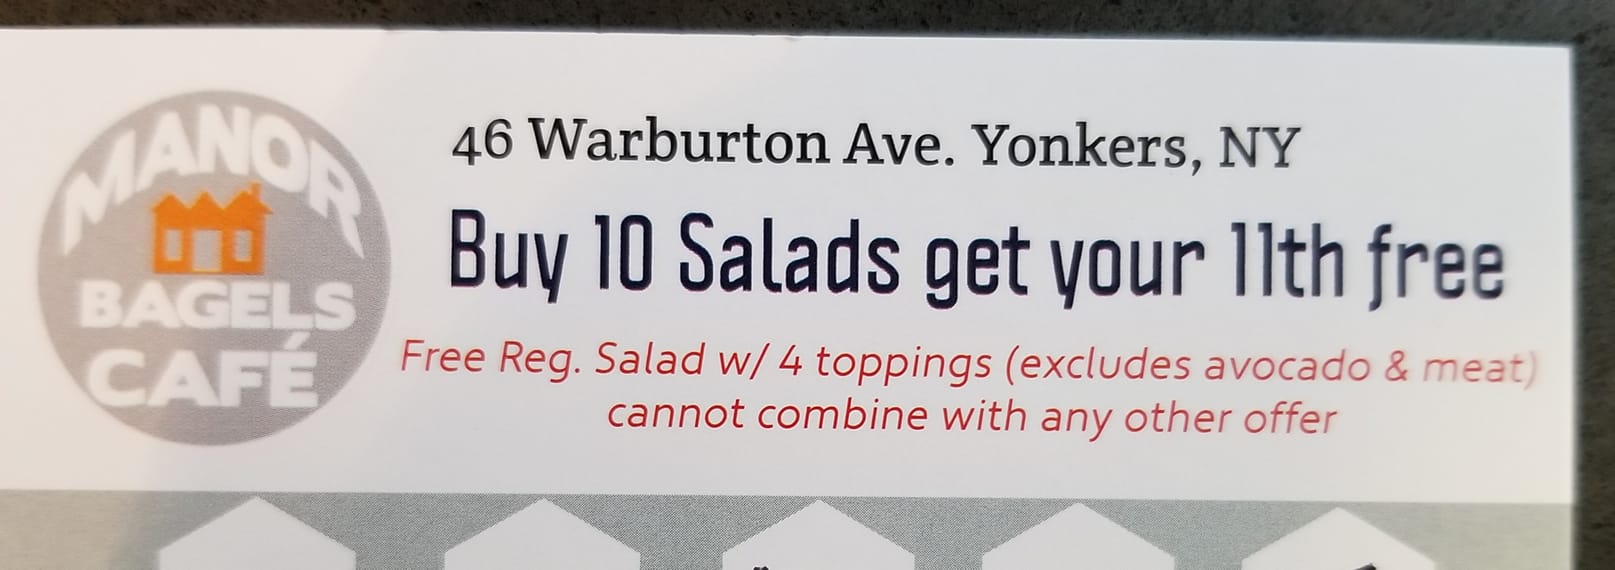 MANOR
BAGELS
CAFÉ
46 Warburton Ave. Yonkers, NY
Buy 10 Salads get your 11th free
Free Reg. Salad w/ 4 toppings (excludes avocado & meat)
cannot combine with any other offer